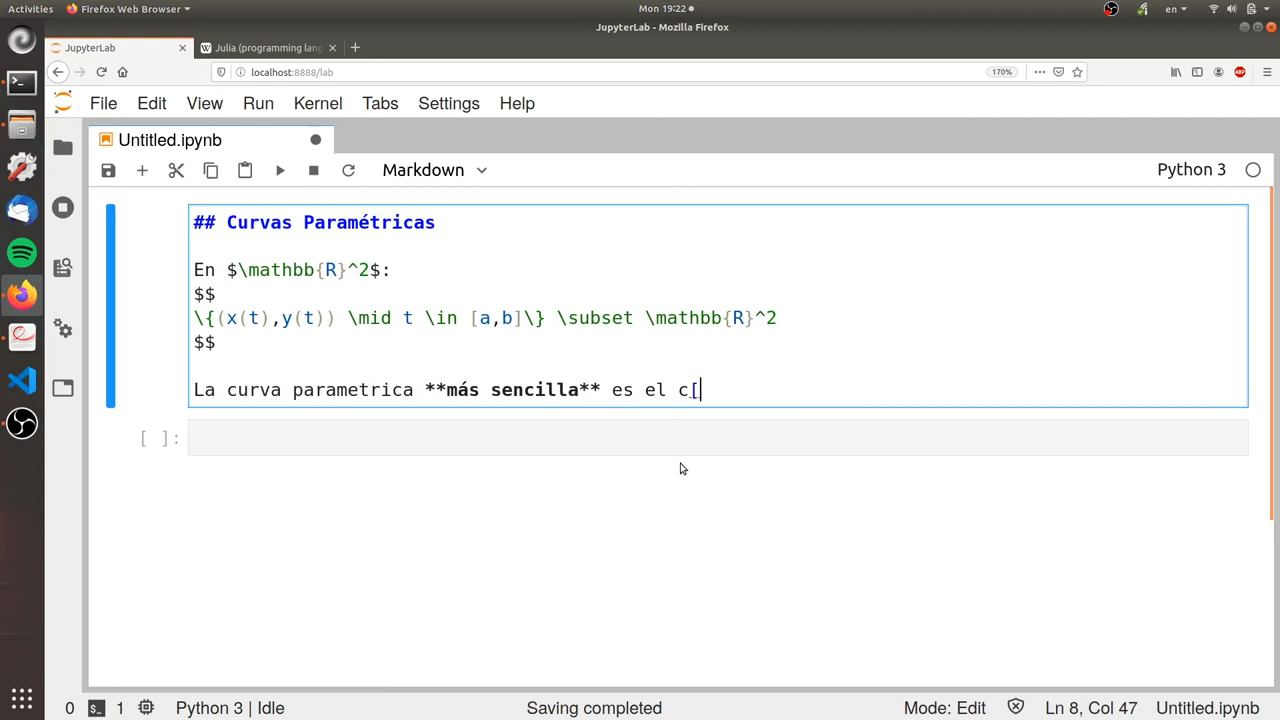 Activities Firefox Web Browser Mon 19:22 en
JupyterLab - Mozilla Firefox
JupyterLab Julia (programming lang
localhost:8888/lab 170% ABP
File Edit View Run Kernel Tabs Settings Help
Untitled.ipynb
Markdown Python 3
## Curvas Paramétricas
En $\mathbb{R}^2$:
$$
\{(x(t),y(t)) \mid t \in [a,b]\} \subset \mathbb{R}^2
$$
La curva parametrica **más sencilla** es el c[
[ ]:
0 1 Python 3 | Idle Saving completed Mode: Edit Ln 8, Col 47 Untitled.ipynb